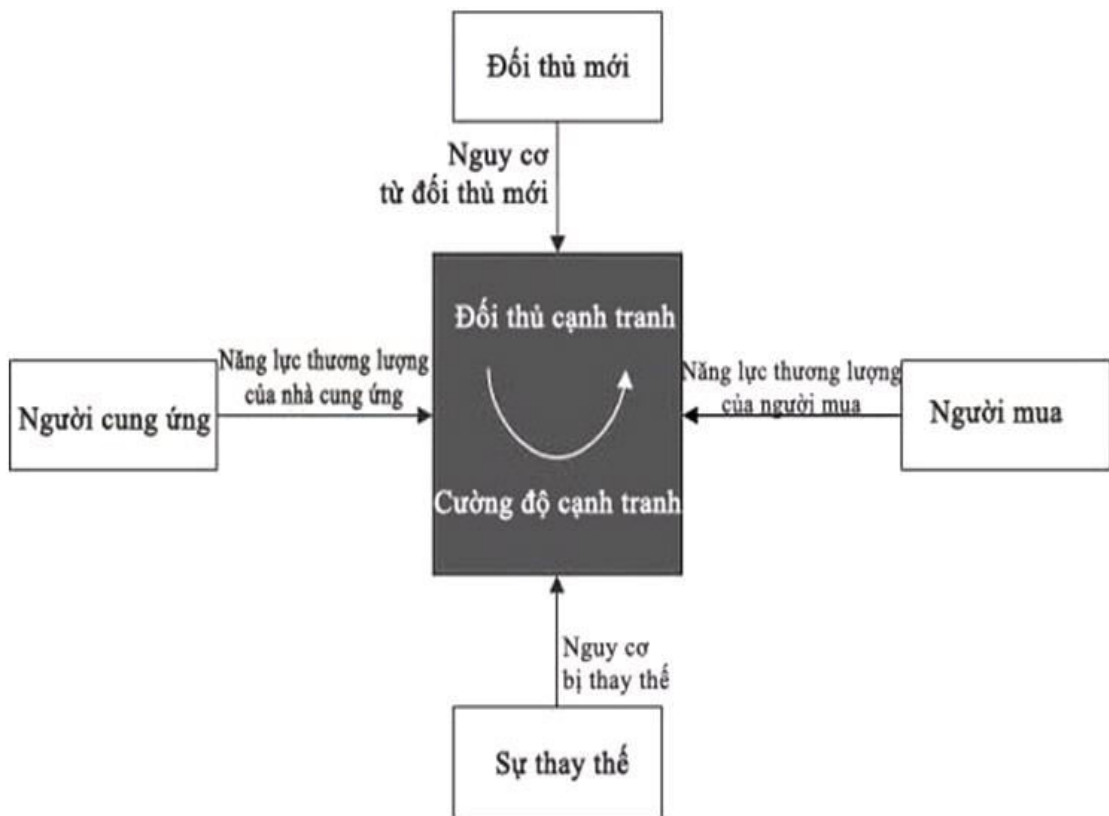 Đối thủ mới
Nguy cơ
từ đối thủ mới
Đối thủ cạnh tranh
Năng lực thương lượng
của nhà cung ứng
Người cung ứng
Năng lực thương lượng
của người mua
Người mua
Cường độ cạnh tranh
Nguy cơ
bị thay thế
Sự thay thế